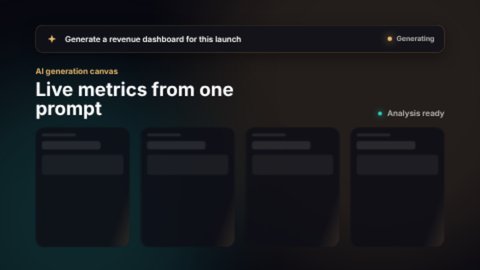 Generate a revenue dashboard for this launch
Generating
AI generation canvas
Live metrics from one
prompt
Analysis ready